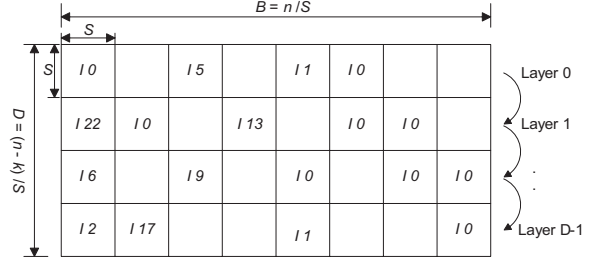 B = n /S
S
S I 0 I 5 I 1 I 0 Layer 0
D = (n - k) /S
I 22 I 0 I 13 I 0 I 0 Layer 1
I 6 I 9 I 0 I 0 I 0 . .
I 2 I 17 I 1 I 0 Layer D-1